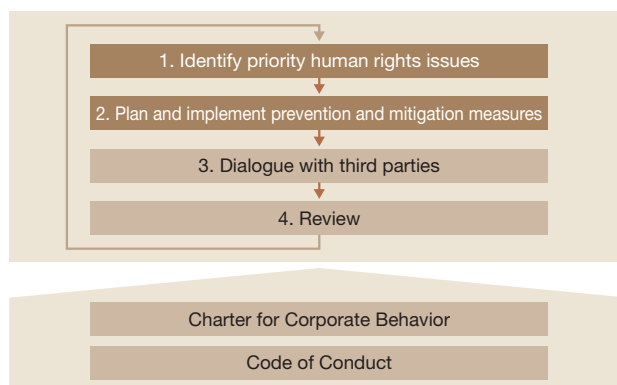 1. Identify priority human rights issues
2. Plan and implement prevention and mitigation measures
3. Dialogue with third parties
4. Review
Charter for Corporate Behavior
Code of Conduct